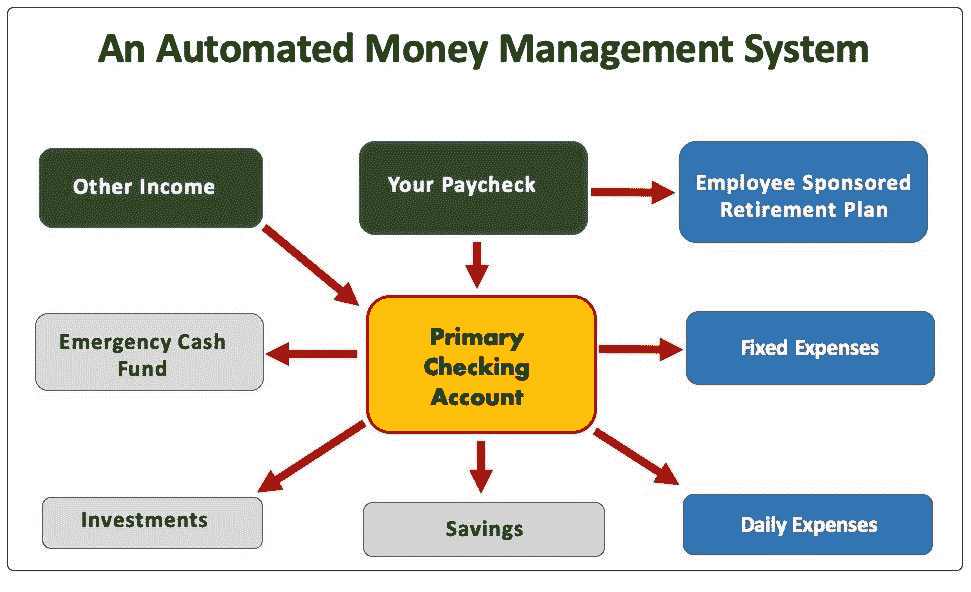 An Automated Money Management System
Other Income
Your Paycheck
Employee Sponsored
Retirement Plan
Emergency Cash
Fund
Primary
Checking
Account
Fixed Expenses
Investments
Savings
Daily Expenses